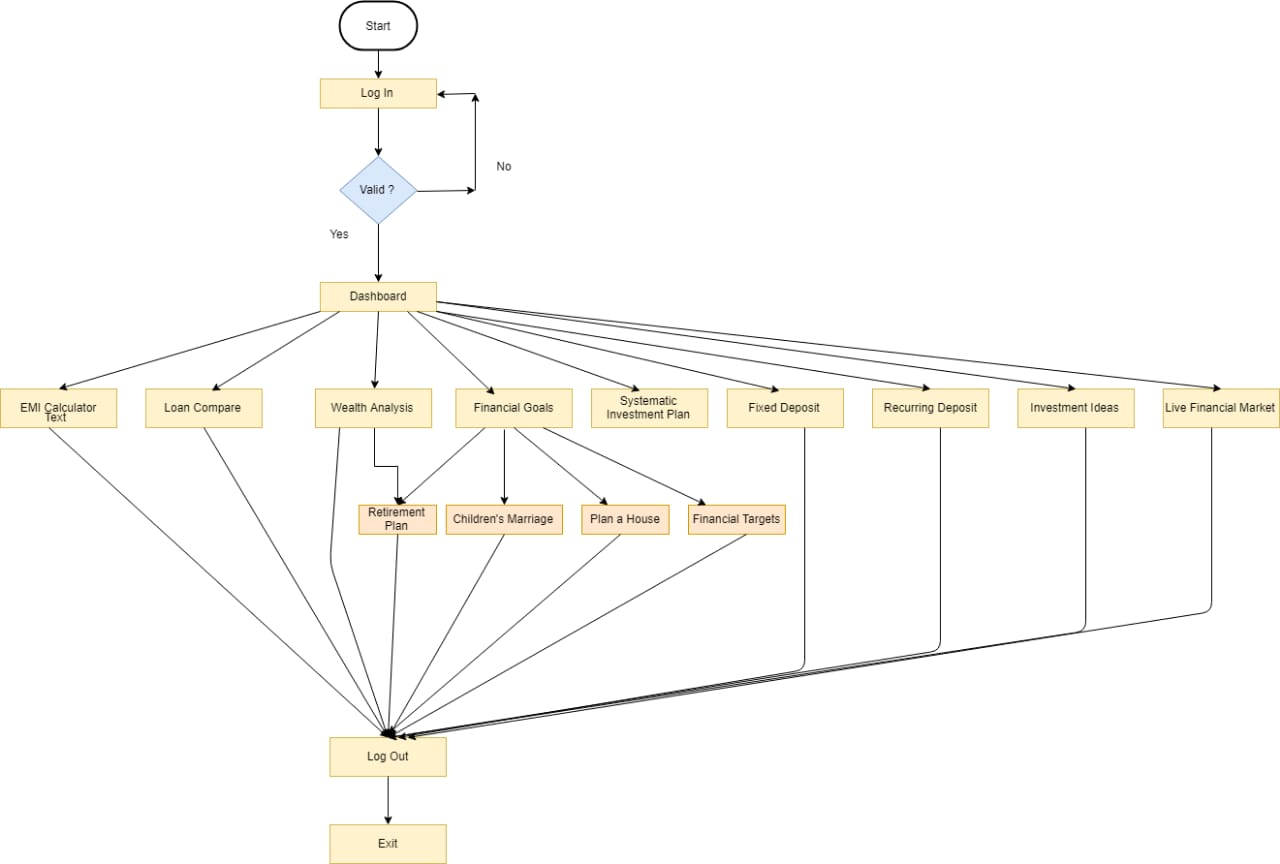 Start
Log In
No
Valid ?
Yes
Dashboard
EMI Calculator
Text
Loan Compare
Wealth Analysis
Financial Goals
Systematic
Investment Plan
Fixed Deposit
Recurring Deposit
Investment Ideas
Live Financial Market
Retirement
Plan
Children's Marriage
Plan a House
Financial Targets
Log Out
Exit